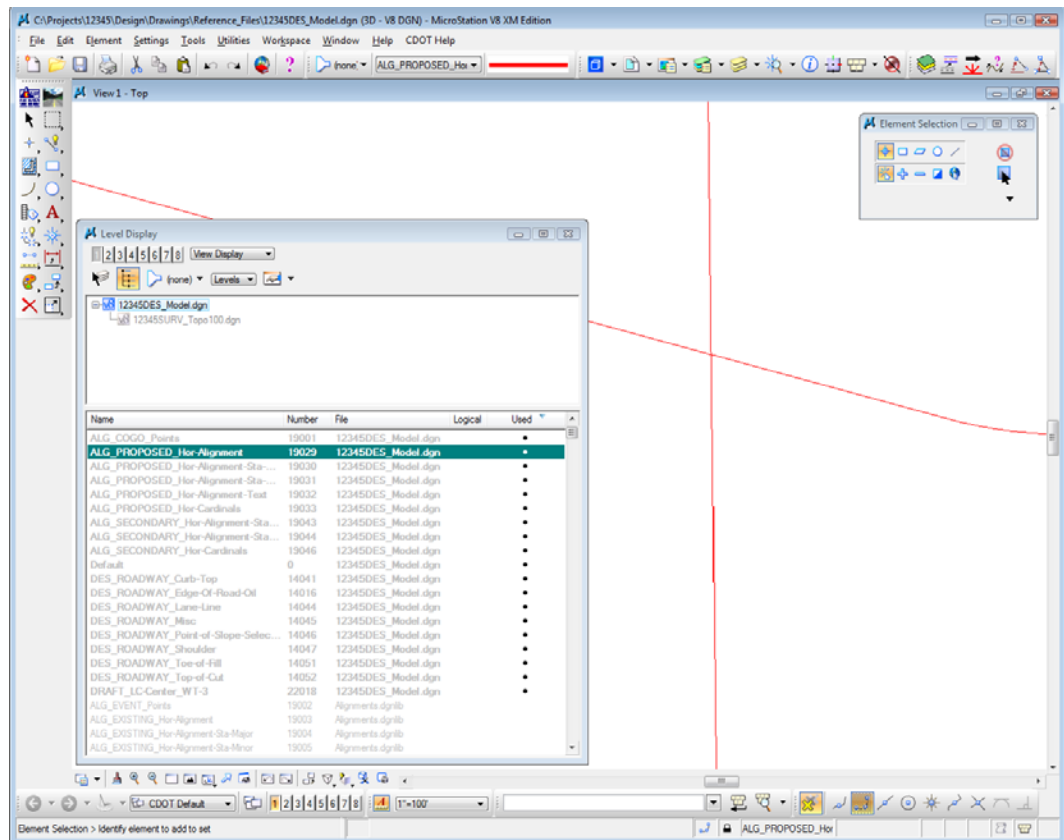 C:\Projects\12345\Design\Drawings\Reference_Files\12345DES_Model.dgn (3D - V8 DGN) - MicroStation V8 XM Edition
File Edit Element Settings Tools Utilities Workspace Window Help CDOT Help
(none) ALG_PROPOSED_Hor
View 1 - Top
Element Selection
Level Display
2 3 4 5 6 7 8 View Display
(none) Levels
12345DES_Model.dgn
12345SURV_Topo100.dgn
Name Number File Logical Used
ALG_COGO_Points 19001 12345DES_Model.dgn
ALG_PROPOSED_Hor-Alignment 19029 12345DES_Model.dgn
ALG_PROPOSED_Hor-Alignment-Sta-... 19030 12345DES_Model.dgn
ALG_PROPOSED_Hor-Alignment-Sta-... 19031 12345DES_Model.dgn
ALG_PROPOSED_Hor-Alignment-Text 19032 12345DES_Model.dgn
ALG_PROPOSED_Hor-Cardinals 19033 12345DES_Model.dgn
ALG_SECONDARY_Hor-Alignment-Sta... 19043 12345DES_Model.dgn
ALG_SECONDARY_Hor-Alignment-Sta... 19044 12345DES_Model.dgn
ALG_SECONDARY_Hor-Cardinals 19046 12345DES_Model.dgn
Default 0 12345DES_Model.dgn
DES_ROADWAY_Curb-Top 14041 12345DES_Model.dgn
DES_ROADWAY_Edge-Of-Road-Oil 14016 12345DES_Model.dgn
DES_ROADWAY_Lane-Line 14044 12345DES_Model.dgn
DES_ROADWAY_Misc 14045 12345DES_Model.dgn
DES_ROADWAY_Point-of-Slope-Selec... 14046 12345DES_Model.dgn
DES_ROADWAY_Shoulder 14047 12345DES_Model.dgn
DES_ROADWAY_Toe-of-Fill 14051 12345DES_Model.dgn
DES_ROADWAY_Top-of-Cut 14052 12345DES_Model.dgn
DRAFT_LC-Center_WT-3 22018 12345DES_Model.dgn
ALG_EVENT_Points 19002 Alignments.dgnlib
ALG_EXISTING_Hor-Alignment 19003 Alignments.dgnlib
ALG_EXISTING_Hor-Alignment-Sta-Major 19004 Alignments.dgnlib
ALG_EXISTING_Hor-Alignment-Sta-Minor 19005 Alignments.dgnlib
CDOT Default 1 2 3 4 5 6 7 8 1"=100'
Element Selection > Identify element to add to set ALG_PROPOSED_Hor